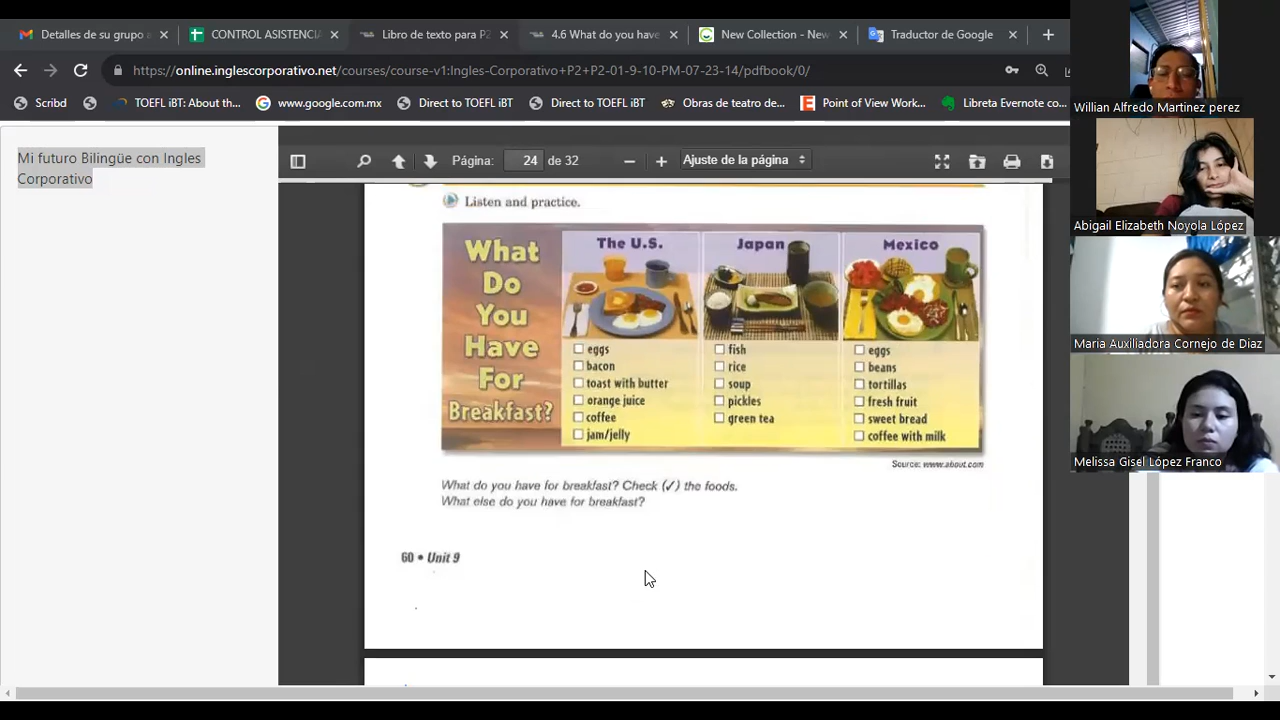 Detalles de su grupo a
CONTROL ASISTENCIA
Libro de texto para P2
4.6 What do you have
New Collection - New
Traductor de Google
https://online.inglescorporativo.net/courses/course-v1:Ingles-Corporativo+P2+P2-01-9-10-PM-07-23-14/pdfbook/0/
Scribd
TOEFL iBT: About th...
www.google.com.mx
Direct to TOEFL iBT
Direct to TOEFL iBT
Obras de teatro de...
Point of View Work...
Libreta Evernote co...
Mi futuro Bilingüe con Ingles
Corporativo
Página: 24 de 32
Ajuste de la página
Listen and practice.
What
Do
You
Have
For
Breakfast?
The U.S.
eggs
bacon
toast with butter
orange juice
coffee
jam/jelly
Japan
fish
rice
soup
pickles
green tea
Mexico
eggs
beans
tortillas
fresh fruit
sweet bread
coffee with milk
Source: www.about.com
What do you have for breakfast? Check (✓) the foods.
What else do you have for breakfast?
60 • Unit 9
Willian Alfredo Martinez perez
Abigail Elizabeth Noyola López
Maria Auxiliadora Cornejo de Diaz
Melissa Gisel López Franco